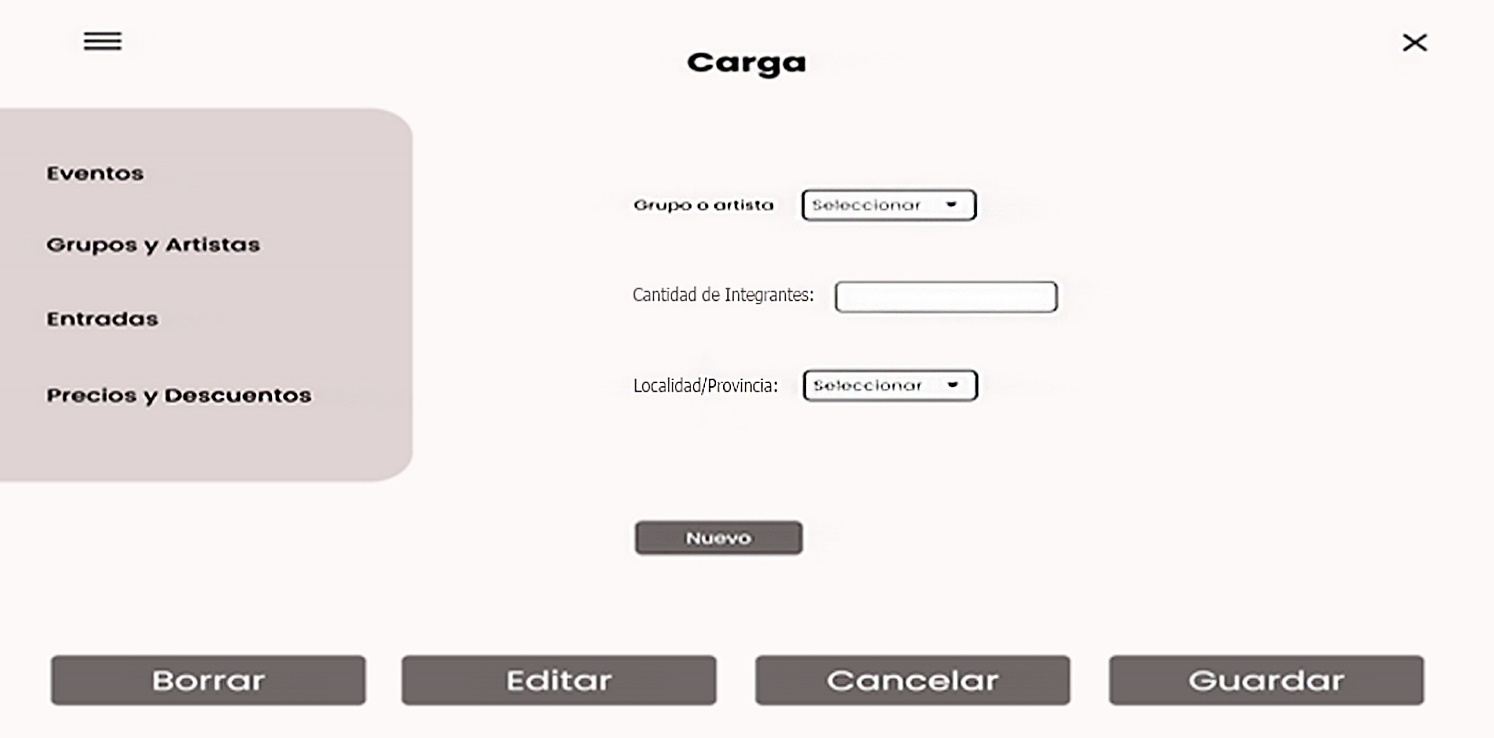 Carga
Eventos
Grupos y Artistas
Entradas
Precios y Descuentos
Grupo o artista Seleccionar
Cantidad de Integrantes:
Localidad/Provincia: Seleccionar
Nuevo
Borrar Editar Cancelar Guardar